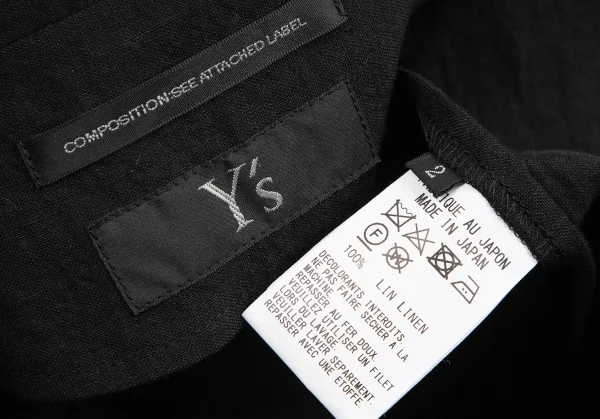 COMPOSITION:SEE ATTACHED LABEL
Y's
2
IQUE AU JAPON
MADE IN JAPAN
F W
100% LIN LINEN
DECOLORANTS INTERDITS.
NE PAS FAIRE SECHER A LA
MACHINE.
REPASSER AU FER DOUX.
VEUILLEZ UTILISER UN FILET
LORS DU LAVAGE.
VEUILLER LAVER SEPAREMENT.
REPASSER AVEC UNE ETOFFE.